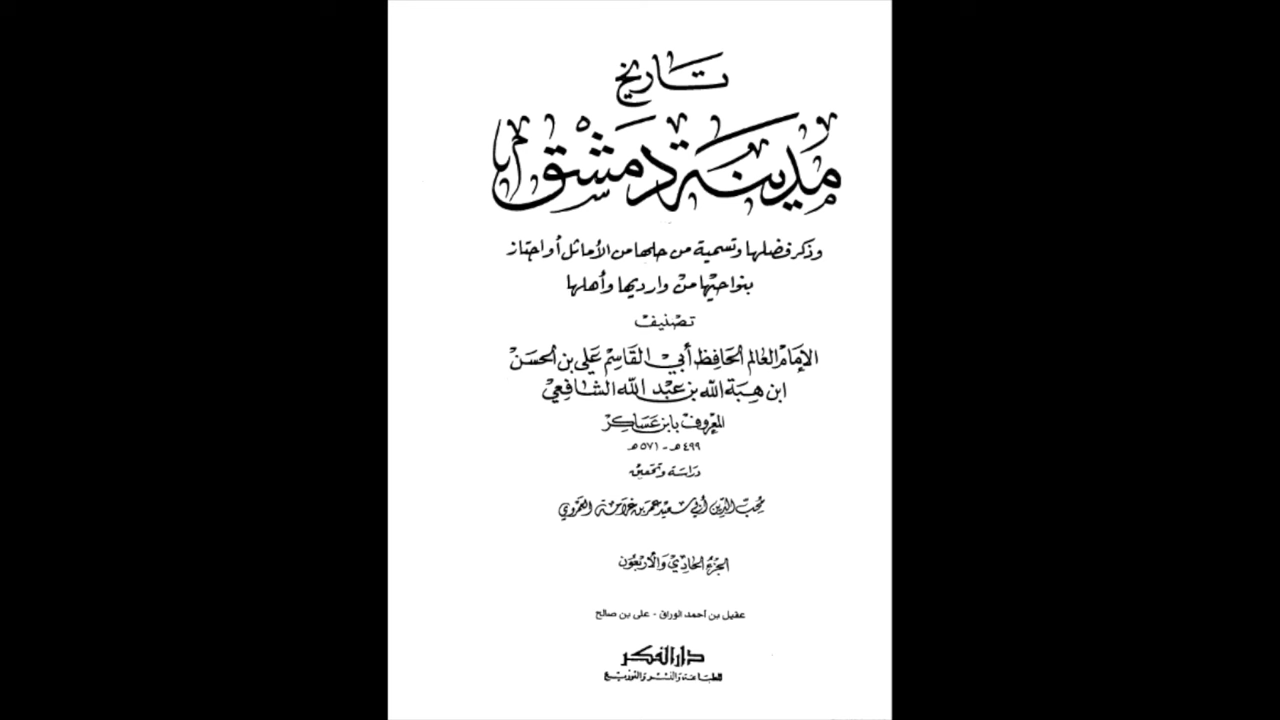 تاريخ
مدينة دمشق
وذكر فضلها وتسمية من حلها من الأماثل أو اجتاز
بنواحيها من وارديها وأهلها
تصنيف
الإمام العالم الحافظ أبي القاسم علي بن الحسن
ابن هبة الله بن عبد الله الشافعي
المعروف بابن عساكر
٤٩٩ هـ - ٥٧١ هـ
دراسة وتحقيق
محب الدين أبي سعيد عمر بن غرامة العمروي
الجزء الحادي والأربعون
عقيل بن أحمد الوراق - على بن صالح
دار الفكر
للطباعة والنشر والتوزيع